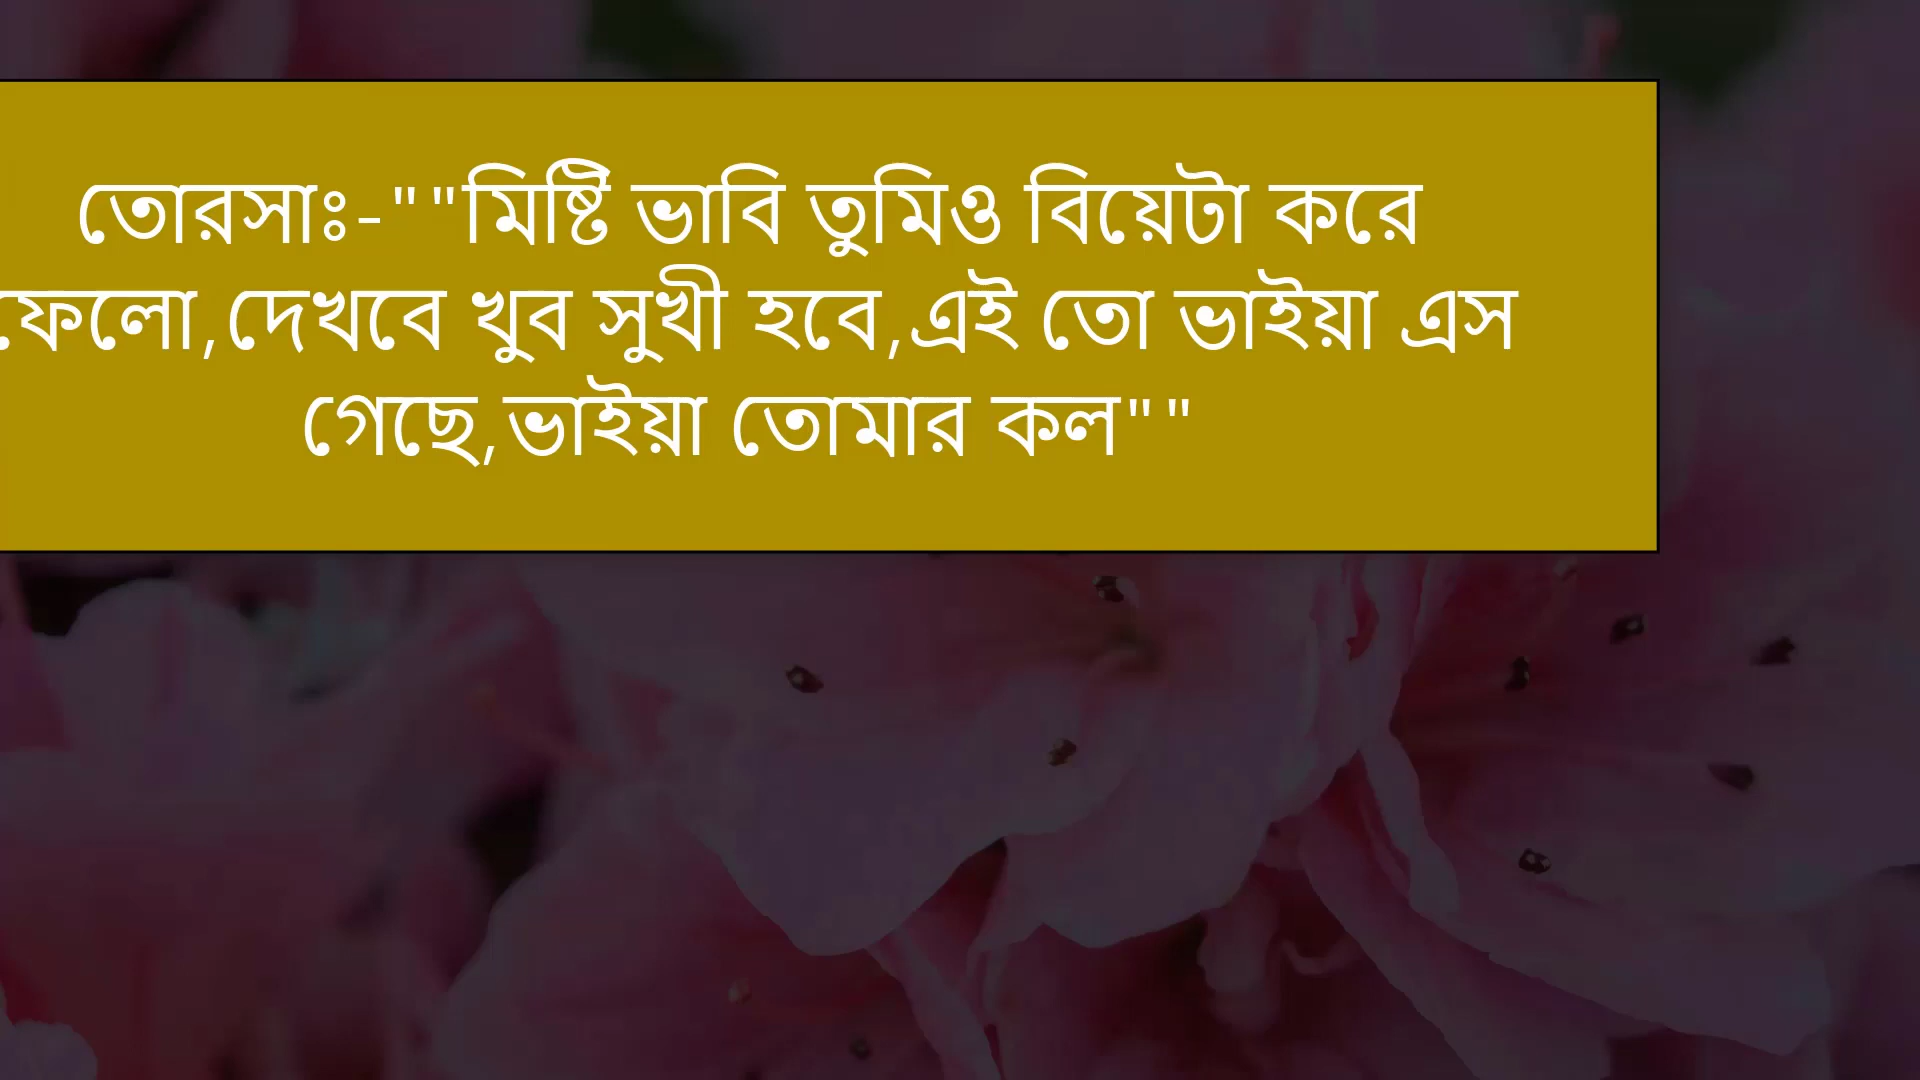 তোরসাঃ-""মিষ্টি ভাবি তুমিও বিয়েটা করে
ফেলো,দেখবে খুব সুখী হবে,এই তো ভাইয়া এস
গেছে,ভাইয়া তোমার কল""